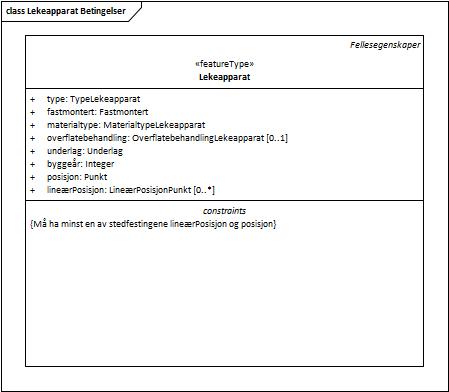 class Lekeapparat Betingelser
Fellesegenskaper
«featureType»
Lekeapparat
+ type: TypeLekeapparat
+ fastmontert: Fastmontert
+ materialtype: MaterialtypeLekeapparat
+ overflatebehandling: OverflatebehandlingLekeapparat [0..1]
+ underlag: Underlag
+ byggeår: Integer
+ posisjon: Punkt
+ lineærPosisjon: LineærPosisjonPunkt [0..*]
constraints
{Må ha minst en av stedfestingene lineærPosisjon og posisjon}